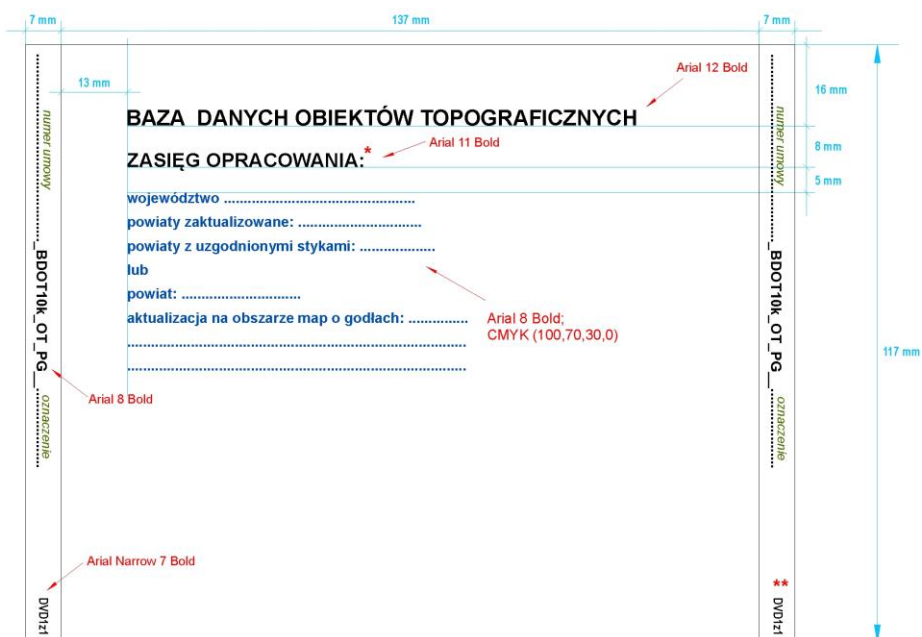 7 mm
137 mm
7 mm
Arial 12 Bold
13 mm
16 mm
BAZA DANYCH OBIEKTÓW TOPOGRAFICZNYCH
Arial 11 Bold
8 mm
ZASIĘG OPRACOWANIA:*
5 mm
województwo ..........................................................
powiaty zaktualizowane: ......................................
powiaty z uzgodnionymi stykami: .......................
lub
powiat: .............................
aktualizacja na obszarze map o godłach: ...............
.....................................................................................
.....................................................................................
Arial 8 Bold;
CMYK (100,70,30,0)
117 mm
numer umowy
_BDOT10k_OT_PG__
oznaczenie
Arial 8 Bold
Arial Narrow 7 Bold
DVD1z1
numer umowy
_BDOT10k_OT_PG__
oznaczenie
**
DVD1z1